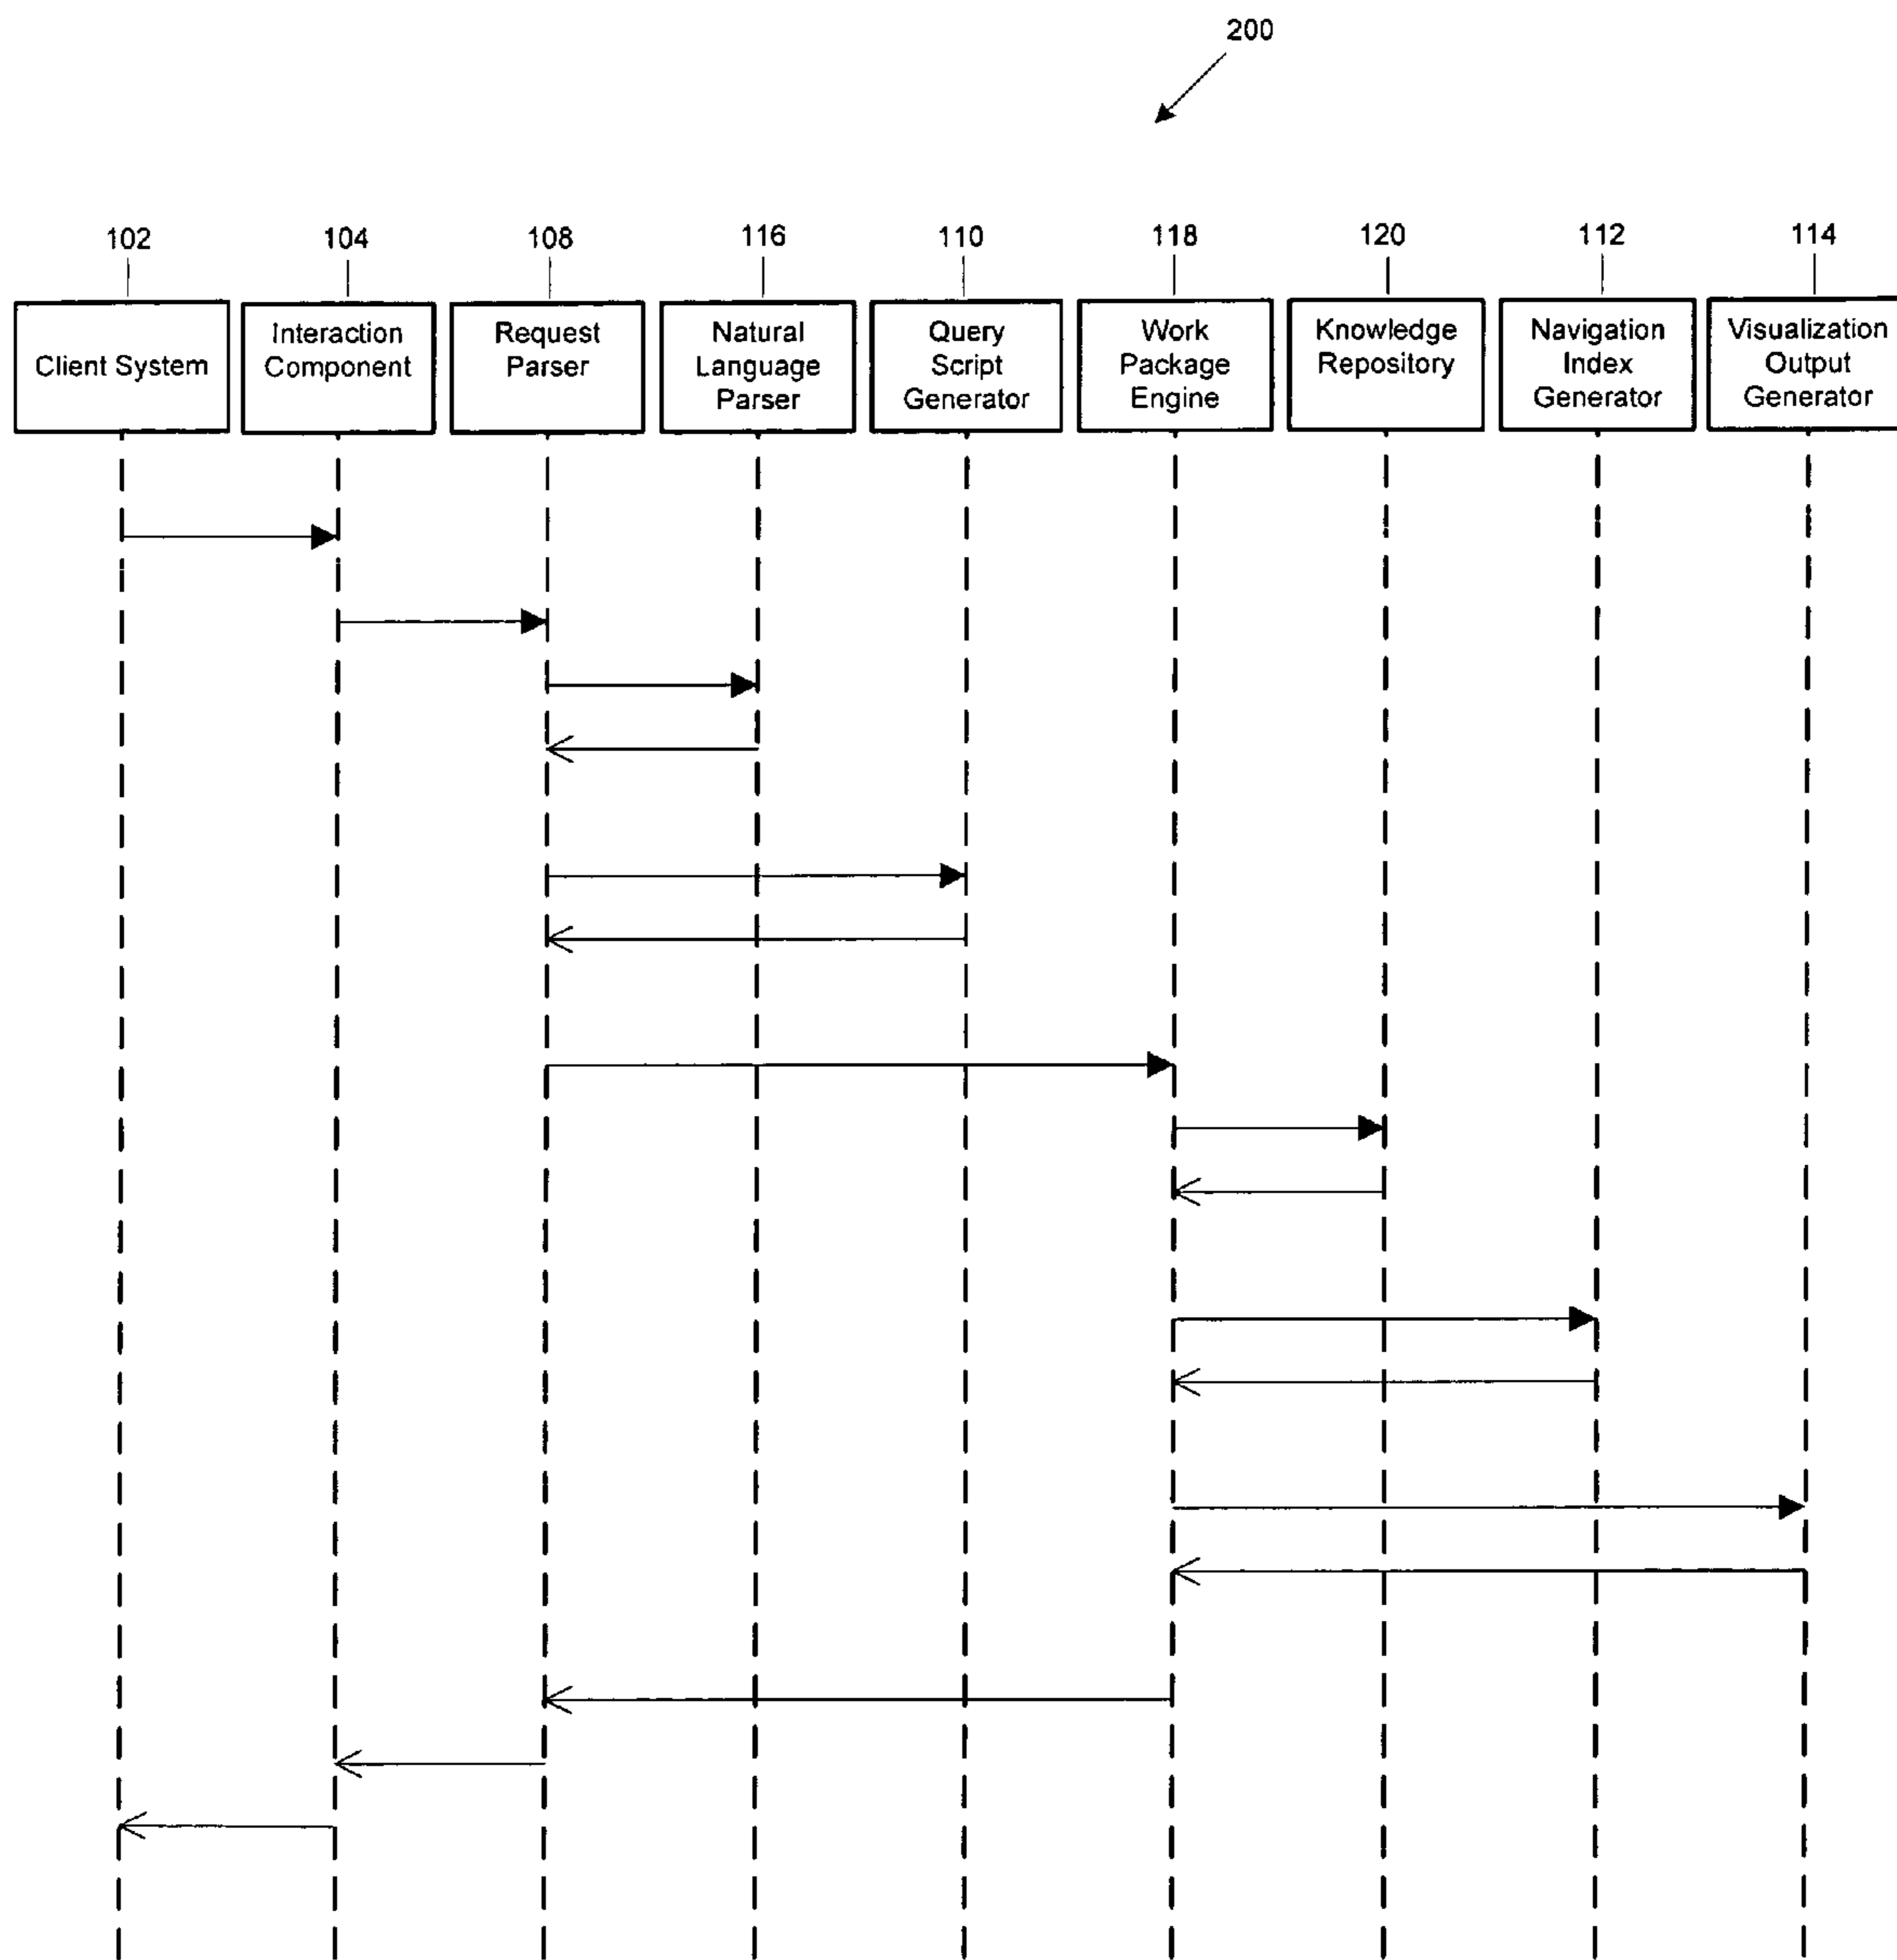 200
102 104 108 116 110 118 120 112 114
Client System
Interaction
Component
Request
Parser
Natural
Language
Parser
Query
Script
Generator
Work
Package
Engine
Knowledge
Repository
Navigation
Index
Generator
Visualization
Output
Generator